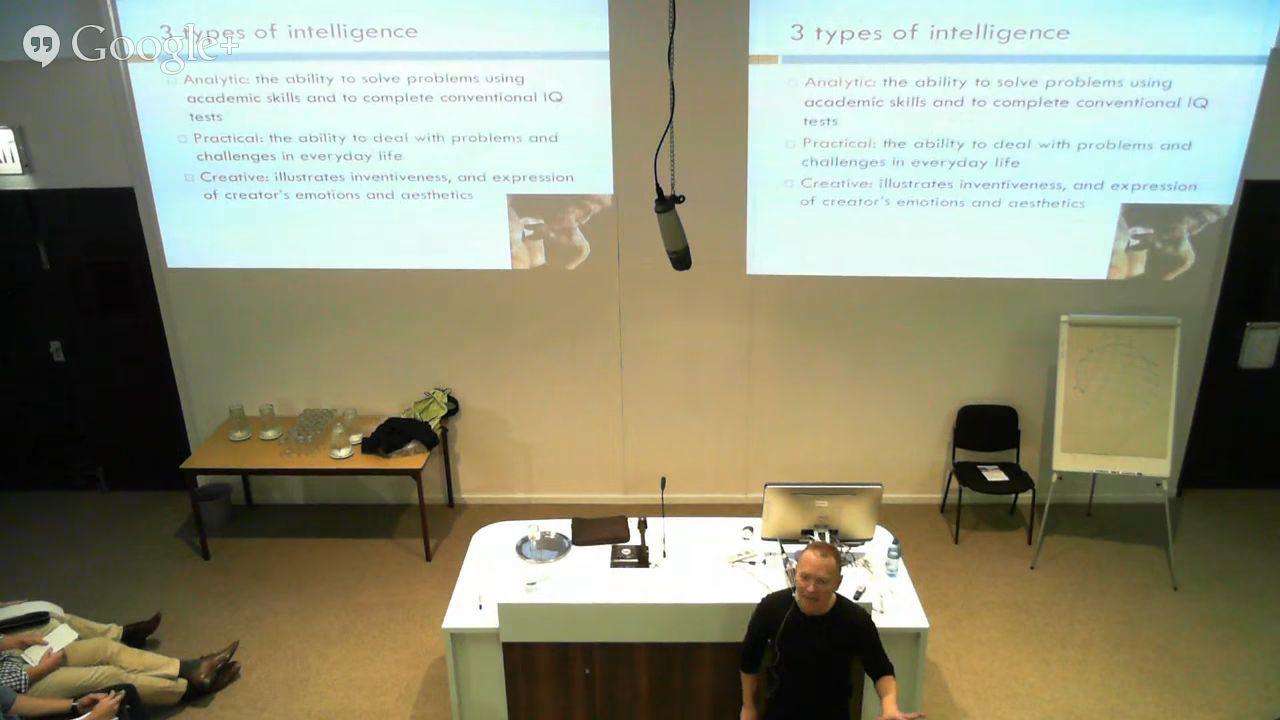 Google+
3 types of intelligence
Analytic: the ability to solve problems using
academic skills and to complete conventional IQ
tests
Practical: the ability to deal with problems and
challenges in everyday life
Creative: illustrates inventiveness, and expression
of creator's emotions and aesthetics
3 types of intelligence
Analytic: the ability to solve problems using
academic skills and to complete conventional IQ
tests
Practical: the ability to deal with problems and
challenges in everyday life
Creative: illustrates inventiveness, and expression
of creator's emotions and aesthetics